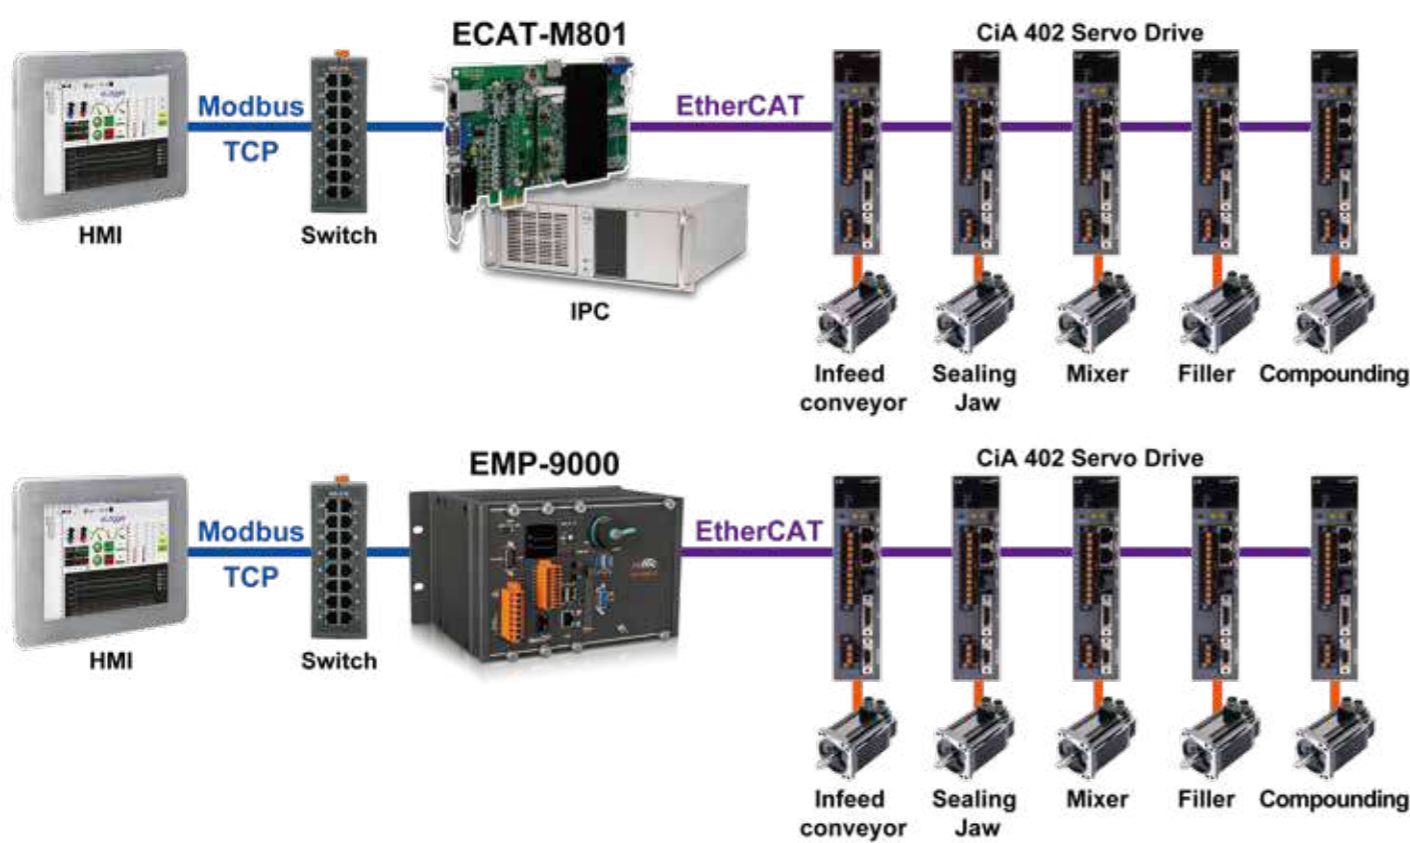 ECAT-M801
CiA 402 Servo Drive
Modbus
TCP
EtherCAT
HMI
Switch
IPC
Infeed
conveyor
Sealing
Jaw
Mixer
Filler
Compounding
EMP-9000
CiA 402 Servo Drive
Modbus
TCP
EtherCAT
HMI
Switch
Infeed
conveyor
Sealing
Jaw
Mixer
Filler
Compounding